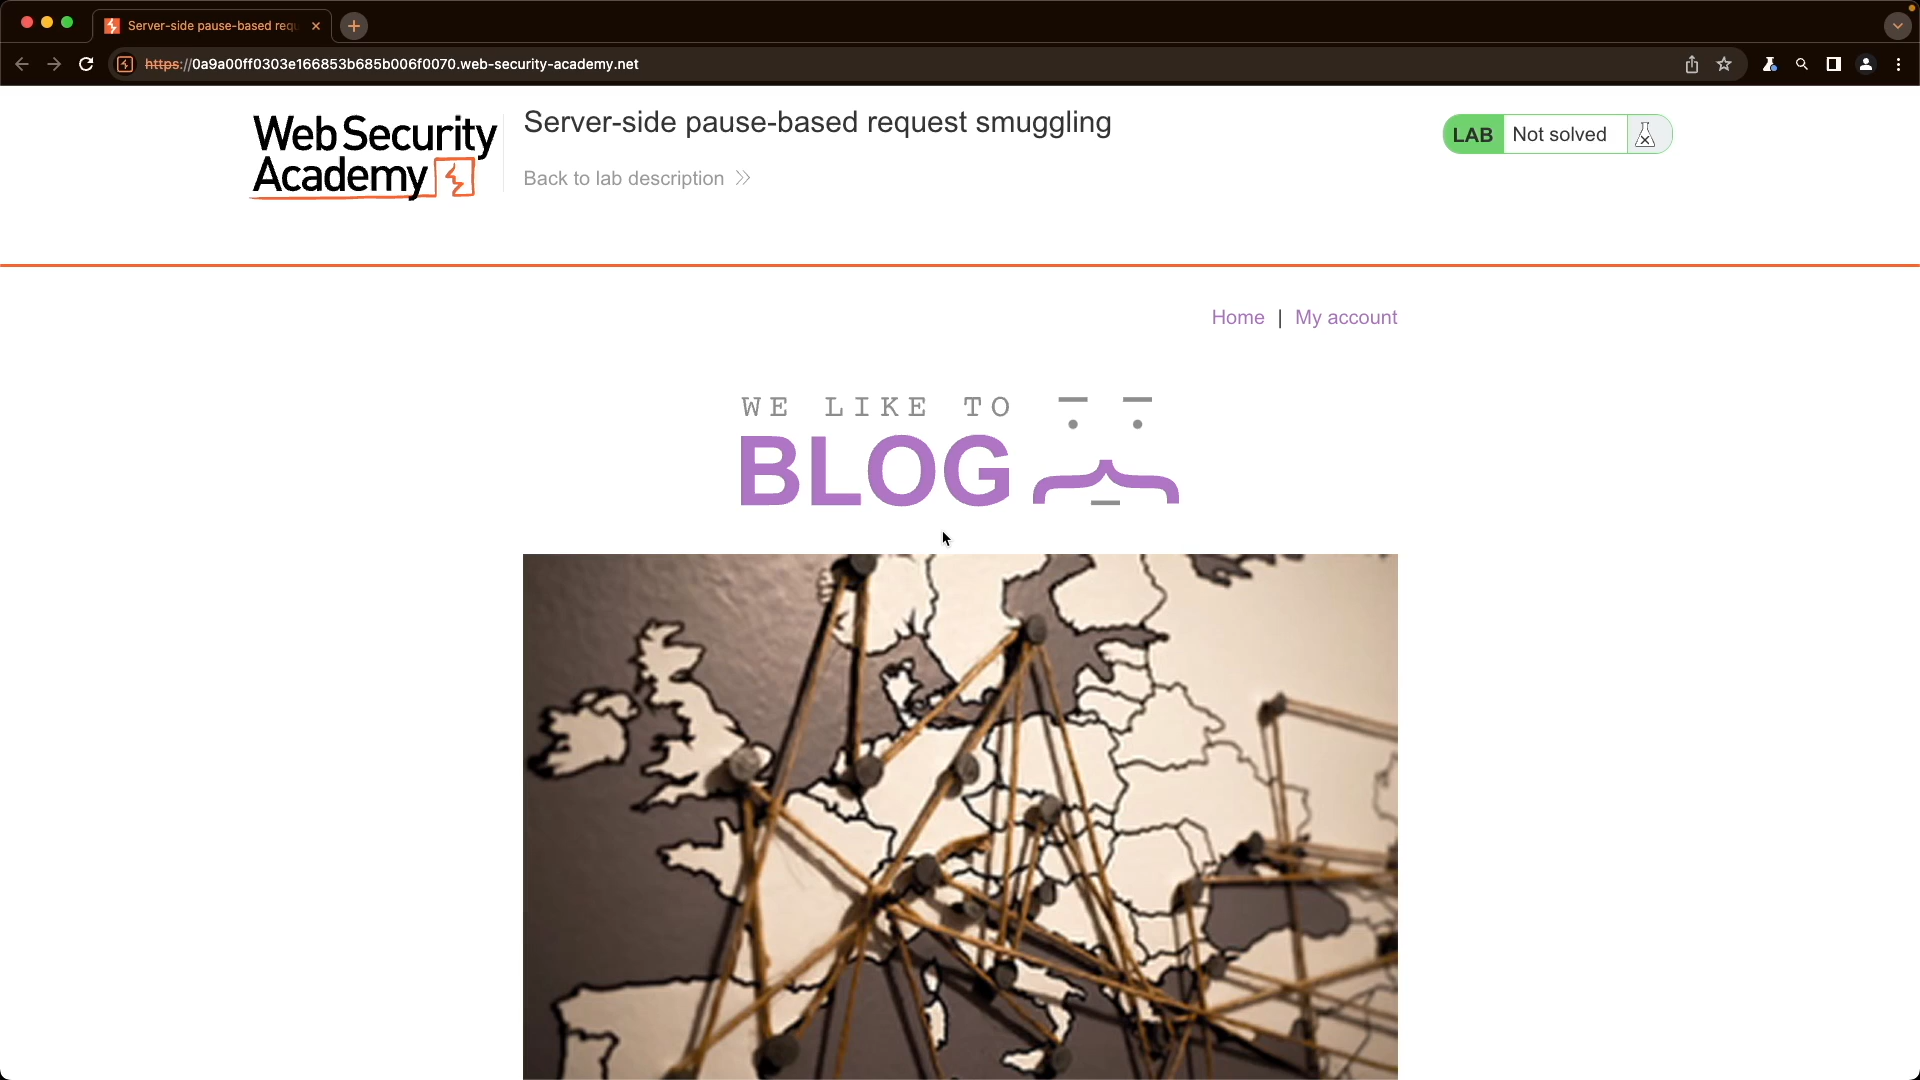 Server-side pause-based requ
https://0a9a00ff0303e166853b685b006f0070.web-security-academy.net
Web Security
Academy
Server-side pause-based request smuggling
Back to lab description
LAB Not solved
Home | My account
WE LIKE TO
BLOG